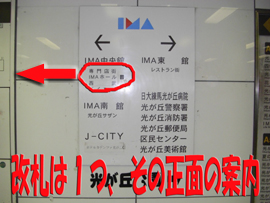 IMA
IMA中央館
IMA東館
専門店街
IMAホール
レストラン街
IMA南館
光が丘サザン
J-CITY
日大練馬光が丘病院
光が丘警察署
光が丘消防署
光が丘郵便局
区民センター
光が丘美術館
改札は1つ。その正面の案内
光が丘